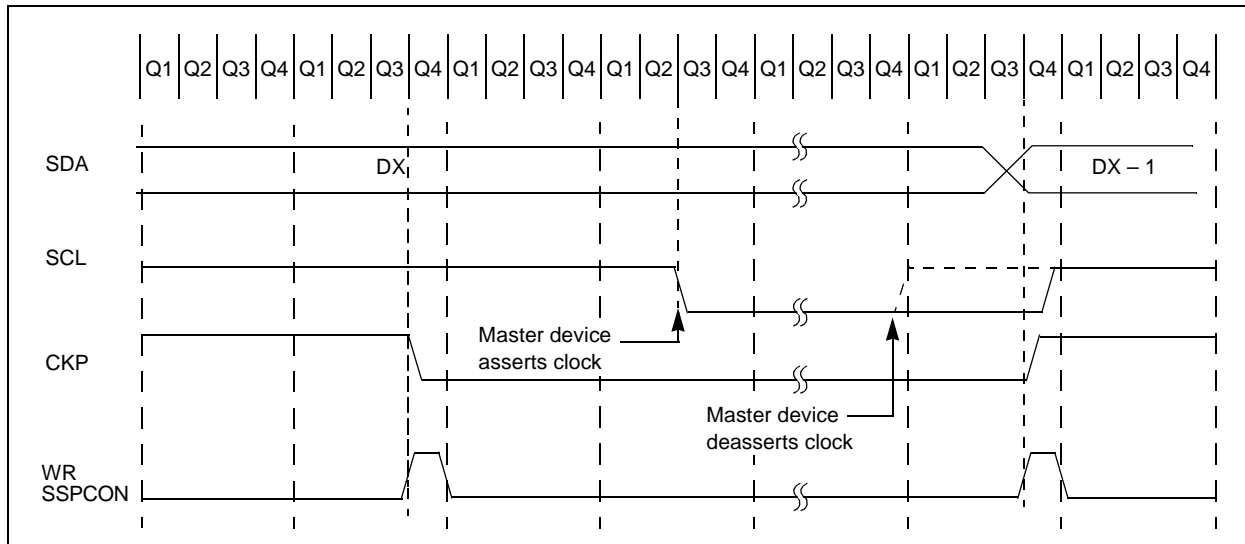 Q1 Q2 Q3 Q4 Q1 Q2 Q3 Q4 Q1 Q2 Q3 Q4 Q1 Q2 Q3 Q4 Q1 Q2 Q3 Q4 Q1 Q2 Q3 Q4 Q1 Q2 Q3 Q4
SDA
DX
DX – 1
SCL
Master device
asserts clock
CKP
Master device
deasserts clock
WR
SSPCON